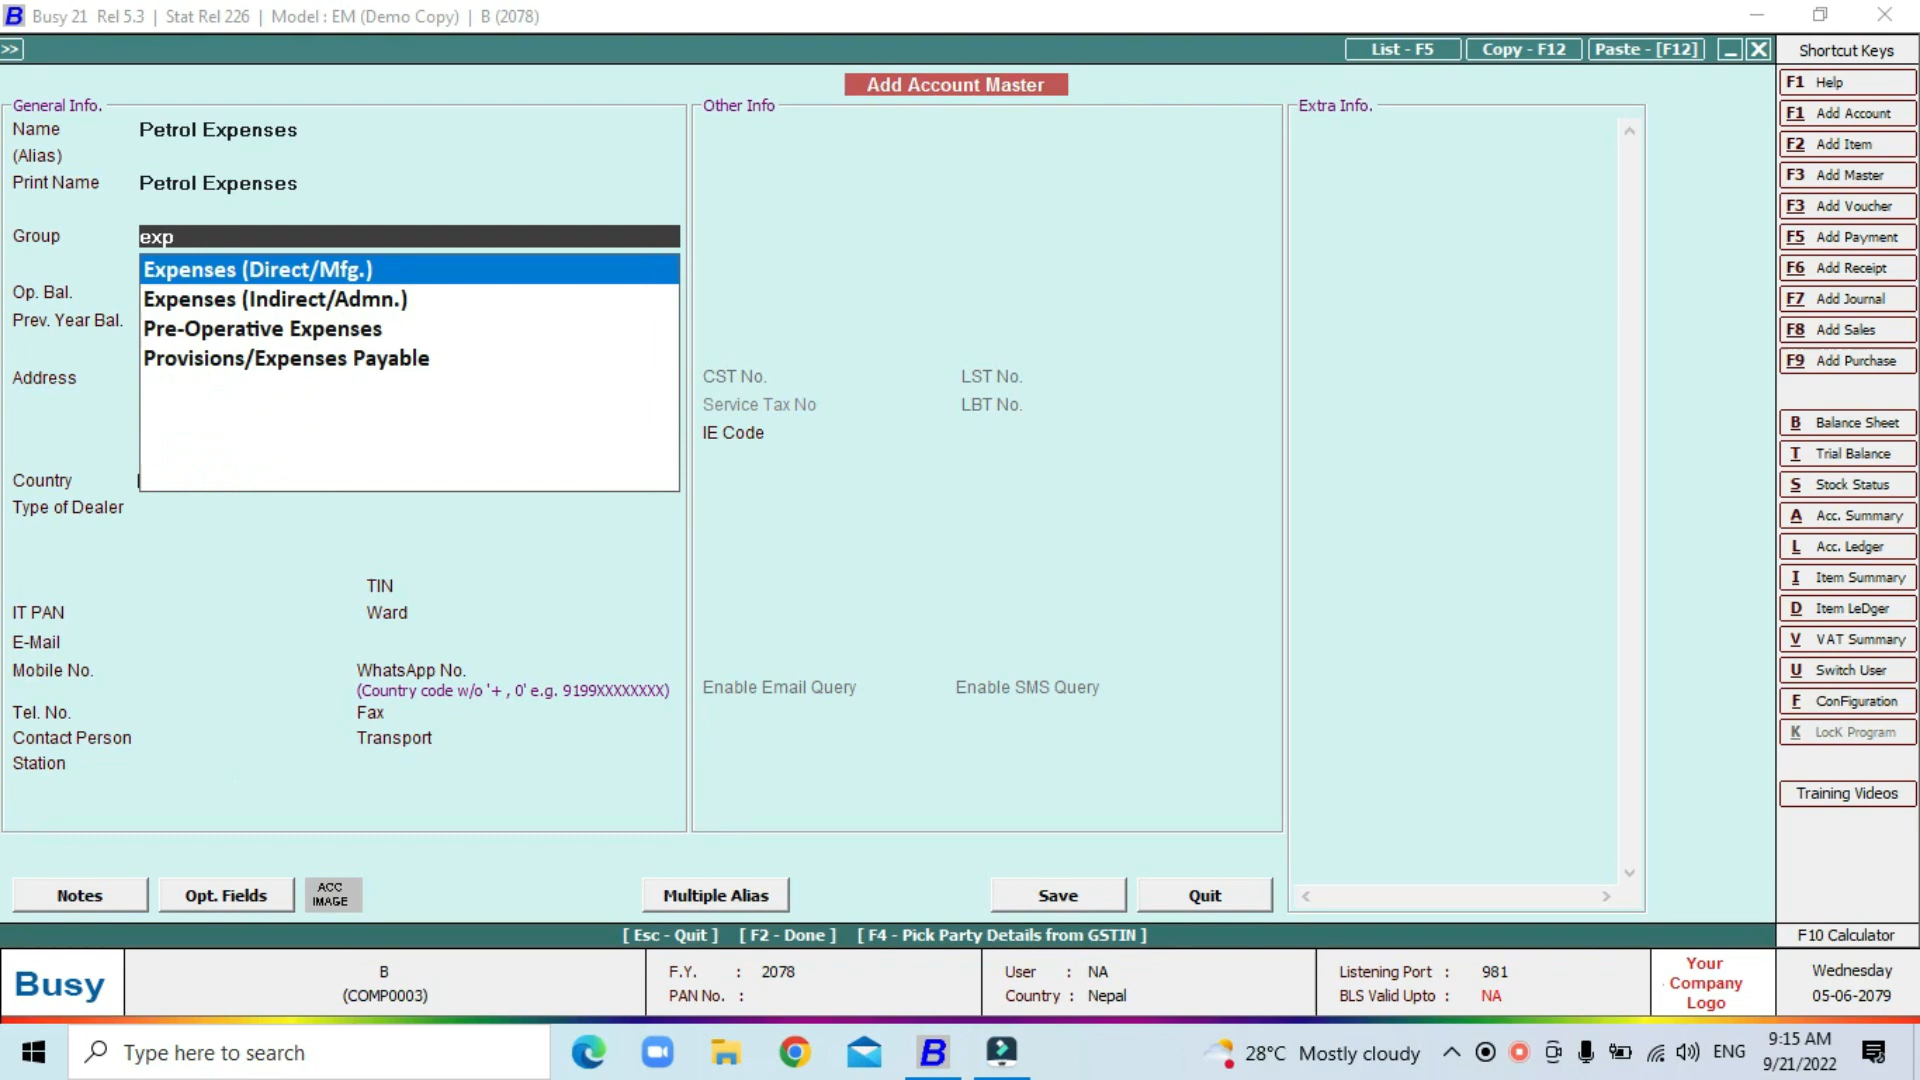 B Busy 21 Rel 5.3 | Stat Rel 226 | Model : EM (Demo Copy) | B (2078)
>> List - F5 Copy - F12 Paste - [F12]
Add Account Master
General Info.
Name Petrol Expenses
(Alias)
Print Name Petrol Expenses
Group exp
Expenses (Direct/Mfg.)
Expenses (Indirect/Admn.)
Pre-Operative Expenses
Provisions/Expenses Payable
Op. Bal.
Prev. Year Bal.
Address
Country
Type of Dealer
TIN
IT PAN Ward
E-Mail
Mobile No. WhatsApp No.
(Country code w/o '+ , 0' e.g. 9199XXXXXXXX)
Tel. No. Fax
Contact Person Transport
Station
Other Info
CST No. LST No.
Service Tax No LBT No.
IE Code
Enable Email Query Enable SMS Query
Extra Info.
Notes Opt. Fields ACC IMAGE Multiple Alias Save Quit
[ Esc - Quit ] [ F2 - Done ] [ F4 - Pick Party Details from GSTIN ]
Shortcut Keys
F1 Help
F1 Add Account
F2 Add Item
F3 Add Master
F3 Add Voucher
F5 Add Payment
F6 Add Receipt
F7 Add Journal
F8 Add Sales
F9 Add Purchase
B Balance Sheet
T Trial Balance
S Stock Status
A Acc. Summary
L Acc. Ledger
I Item Summary
D Item LeDger
V VAT Summary
U Switch User
F ConFiguration
K LocK Program
Training Videos
F10 Calculator
Busy
B
(COMP0003)
F.Y. : 2078
PAN No. :
User : NA
Country : Nepal
Listening Port : 981
BLS Valid Upto : NA
Your
Company
Logo
Wednesday
05-06-2079
Type here to search
B
28°C Mostly cloudy
ENG
9:15 AM
9/21/2022